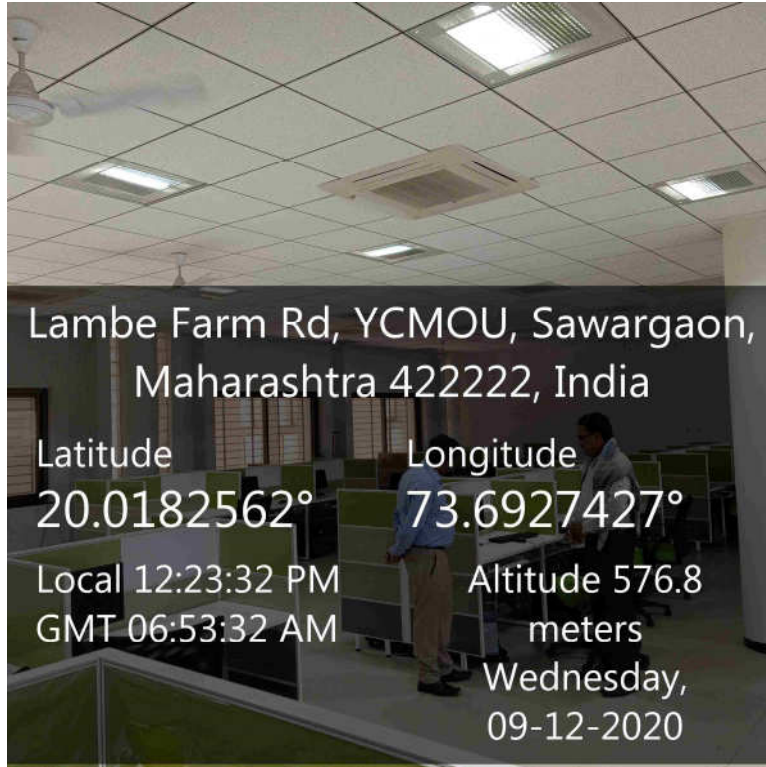 Lambe Farm Rd, YCMOU, Sawargaon,
Maharashtra 422222, India
Latitude
20.0182562°
Longitude
73.6927427°
Local 12:23:32 PM
GMT 06:53:32 AM
Altitude 576.8
meters
Wednesday,
09-12-2020